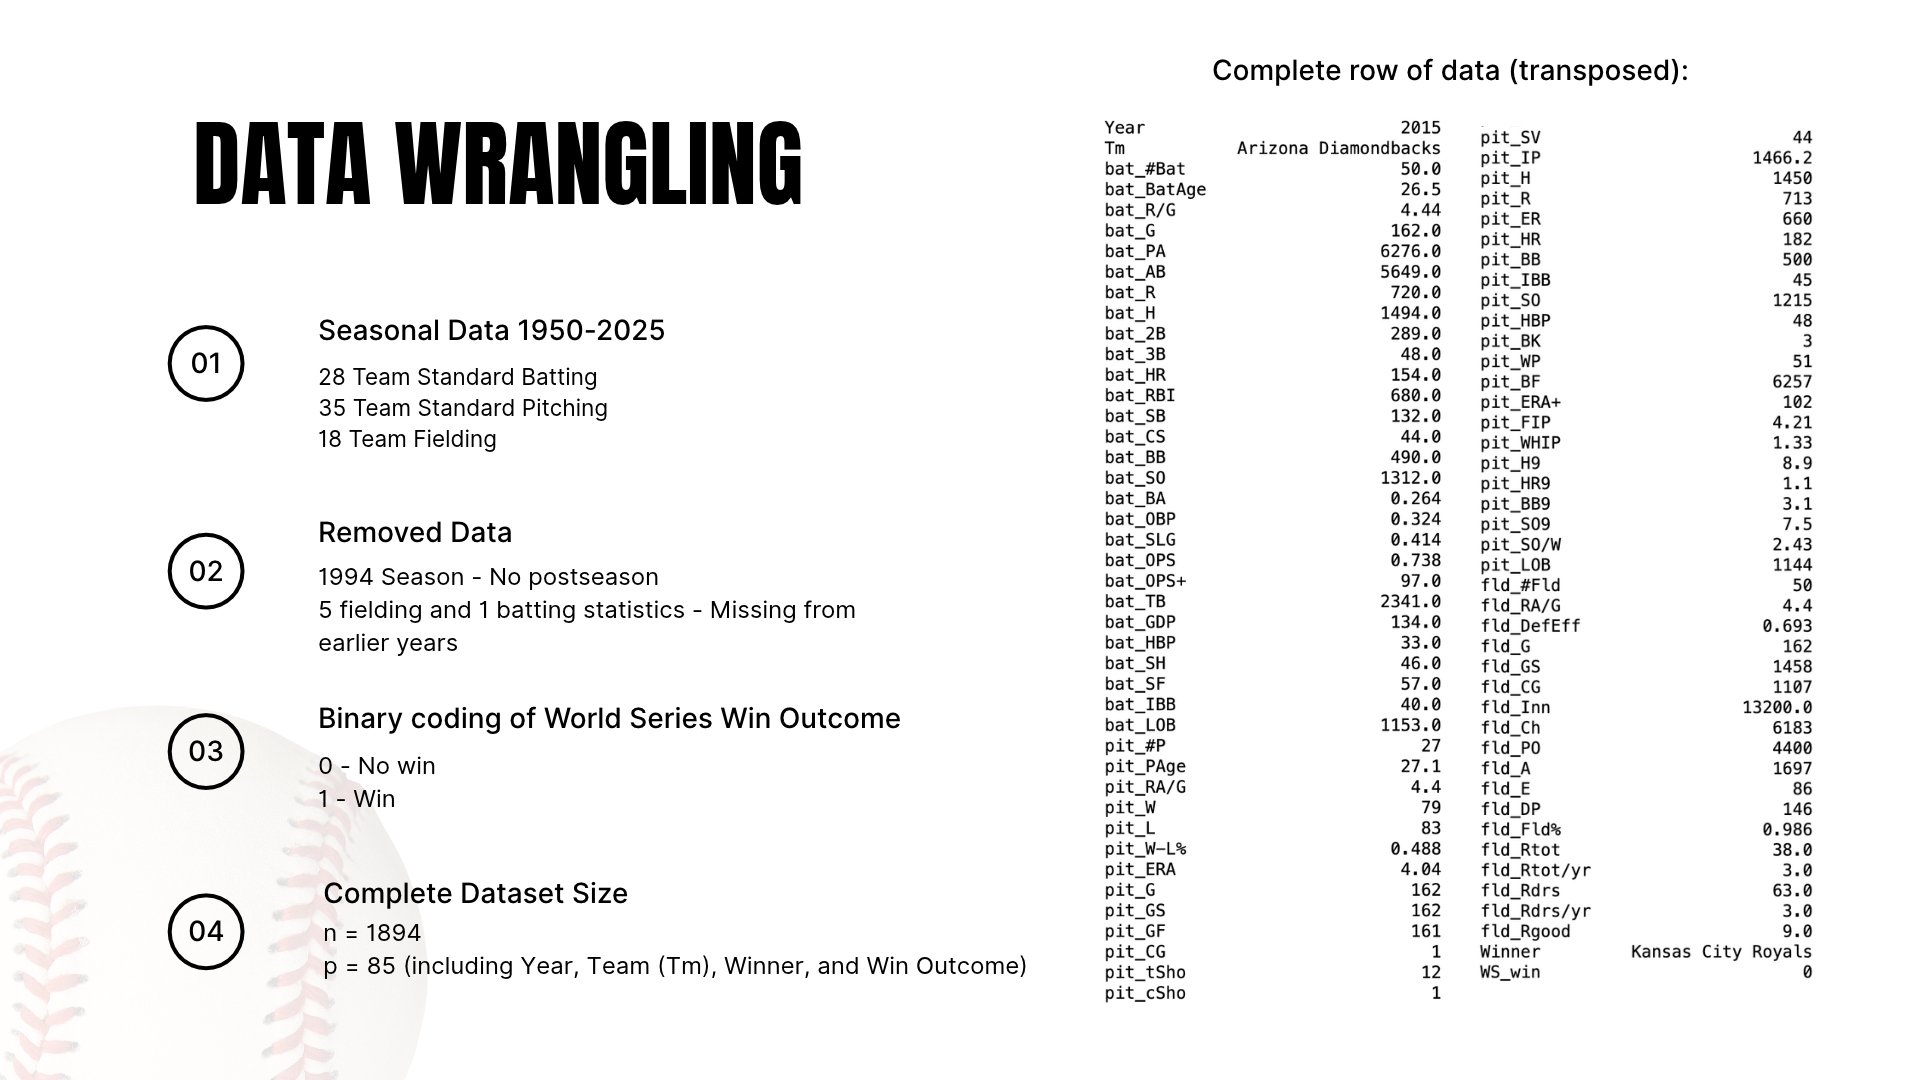 DATA WRANGLING
01
Seasonal Data 1950-2025
28 Team Standard Batting
35 Team Standard Pitching
18 Team Fielding
02
Removed Data
1994 Season - No postseason
5 fielding and 1 batting statistics - Missing from
earlier years
03
Binary coding of World Series Win Outcome
0 - No win
1 - Win
04
Complete Dataset Size
n = 1894
p = 85 (including Year, Team (Tm), Winner, and Win Outcome)
Complete row of data (transposed):
Year 2015
Tm Arizona Diamondbacks
bat_#Bat 50.0
bat_BatAge 26.5
bat_R/G 4.44
bat_G 162.0
bat_PA 6276.0
bat_AB 5649.0
bat_R 720.0
bat_H 1494.0
bat_2B 289.0
bat_3B 48.0
bat_HR 154.0
bat_RBI 680.0
bat_SB 132.0
bat_CS 44.0
bat_BB 490.0
bat_SO 1312.0
bat_BA 0.264
bat_OBP 0.324
bat_SLG 0.414
bat_OPS 0.738
bat_OPS+ 97.0
bat_TB 2341.0
bat_GDP 134.0
bat_HBP 33.0
bat_SH 46.0
bat_SF 57.0
bat_IBB 40.0
bat_LOB 1153.0
pit_#P 27
pit_PAge 27.1
pit_RA/G 4.4
pit_W 79
pit_L 83
pit_W-L% 0.488
pit_ERA 4.04
pit_G 162
pit_GS 162
pit_GF 161
pit_CG 1
pit_tSho 12
pit_cSho 1
pit_SV 44
pit_IP 1466.2
pit_H 1450
pit_R 713
pit_ER 660
pit_HR 182
pit_BB 500
pit_IBB 45
pit_SO 1215
pit_HBP 48
pit_BK 3
pit_WP 51
pit_BF 6257
pit_ERA+ 102
pit_FIP 4.21
pit_WHIP 1.33
pit_H9 8.9
pit_HR9 1.1
pit_BB9 3.1
pit_SO9 7.5
pit_SO/W 2.43
pit_LOB 1144
fld_#Fld 50
fld_RA/G 4.4
fld_DefEff 0.693
fld_G 162
fld_GS 1458
fld_CG 1107
fld_Inn 13200.0
fld_Ch 6183
fld_PO 4400
fld_A 1697
fld_E 86
fld_DP 146
fld_Fld% 0.986
fld_Rtot 38.0
fld_Rtot/yr 3.0
fld_Rdrs 63.0
fld_Rdrs/yr 3.0
fld_Rgood 9.0
Winner Kansas City Royals
WS_win 0